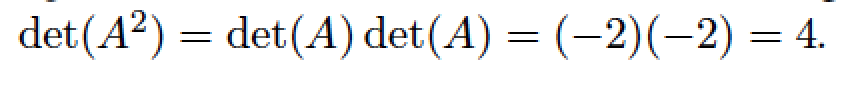 det(A²) = det(A) det(A) = (−2)(−2) = 4.